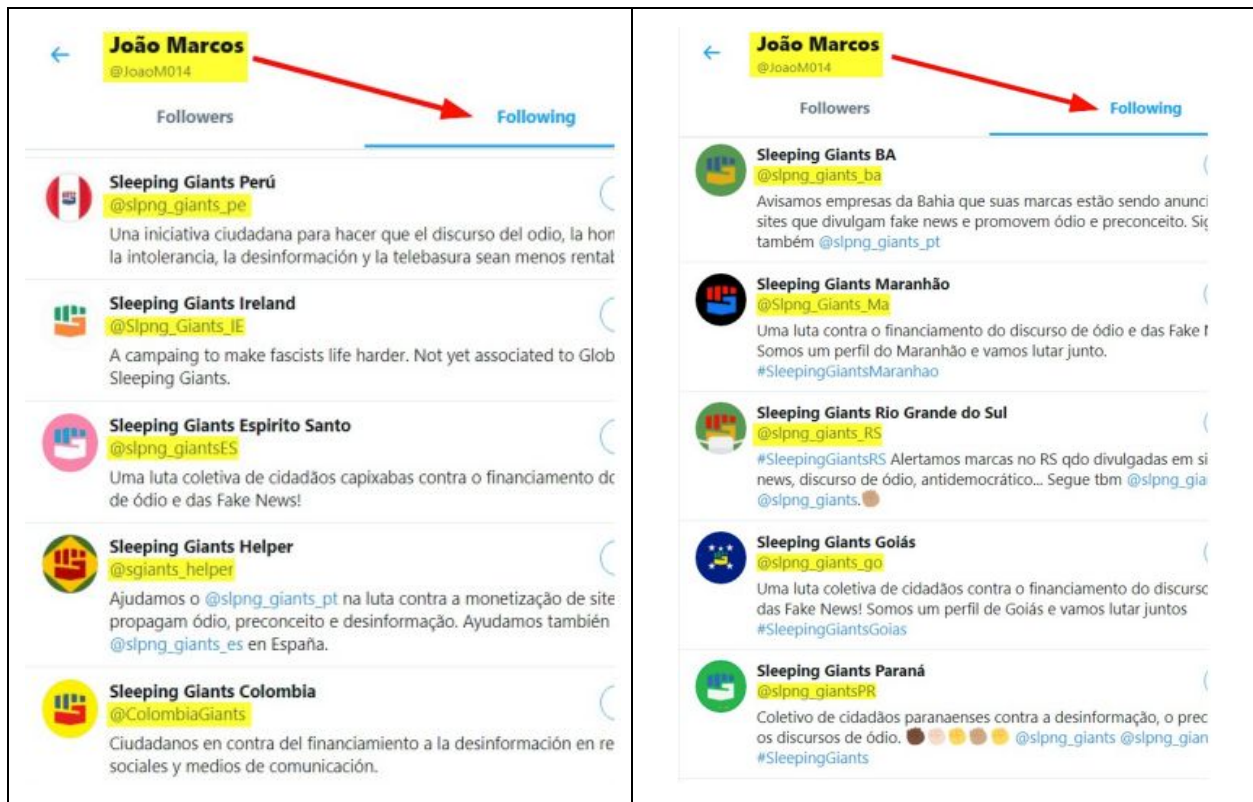 João Marcos
@JoaoM014
Followers
Following
Sleeping Giants Perú
@slpng_giants_pe
Una iniciativa ciudadana para hacer que el discurso del odio, la
la intolerancia, la desinformación y la telebasura sean menos
Sleeping Giants Ireland
@Slpng_Giants_IE
A campaing to make fascists life harder. Not yet associated to
Sleeping Giants.
Sleeping Giants Espirito Santo
@slpng_giantsES
Uma luta coletiva de cidadãos capixabas contra o financiamento
de ódio e das Fake News!
Sleeping Giants Helper
@sgiants_helper
Ajudamos o @slpng_giants_pt na luta contra a monetização de
propagam ódio, preconceito e desinformação. Ayudamos también
@slpng_giants_es en España.
Sleeping Giants Colombia
@ColombiaGiants
Ciudadanos en contra del financiamiento a la desinformación en
sociales y medios de comunicación.
João Marcos
@JoaoM014
Followers
Following
Sleeping Giants BA
@slpng_giants_ba
Avisamos empresas da Bahia que suas marcas estão sendo
sites que divulgam fake news e promovem ódio e preconceito.
também @slpng_giants_pt
Sleeping Giants Maranhão
@Slpng_Giants_Ma
Uma luta contra o financiamento do discurso de ódio e das Fake
Somos um perfil do Maranhão e vamos lutar junto.
#SleepingGiantsMaranhao
Sleeping Giants Rio Grande do Sul
@slpng_giants_RS
#SleepingGiantsRS Alertamos marcas no RS qdo divulgadas em
news, discurso de ódio, antidemocrático... Segue tbm
@slpng_giants.
Sleeping Giants Goiás
@slpng_giants_go
Uma luta coletiva de cidadãos contra o financiamento do discurso
das Fake News! Somos um perfil de Goiás e vamos lutar juntos
#SleepingGiantsGoias
Sleeping Giants Paraná
@slpng_giantsPR
Coletivo de cidadãos paranaenses contra a desinformação, o
os discursos de ódio. @slpng_giants
#SleepingGiants